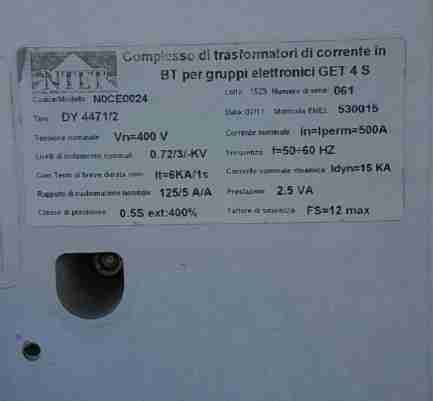 NTET
Complesso di trasformatori di corrente in
BT per gruppi elettronici GET 4 S
Codice/Modello N0CE0024 Lotto 1529 Numero di serie: 061
Tipo DY 4471/2 Data 07/11 Matricola ENEL 530015
Tensione nominale Vn=400 V Corrente nominale In=Iperm=500A
Livelli di isolamento nominali 0.72/3/-KV Frequenza f=50÷60 HZ
Corr. Term. di breve durata nom. It=6KA/1s Corrente nominale dinamica Idyn=15 KA
Rapporto di trasformazione nominale 125/5 A/A Prestazione 2.5 VA
Classe di precisione 0.5S ext:400% Fattore di sicurezza FS=12 max